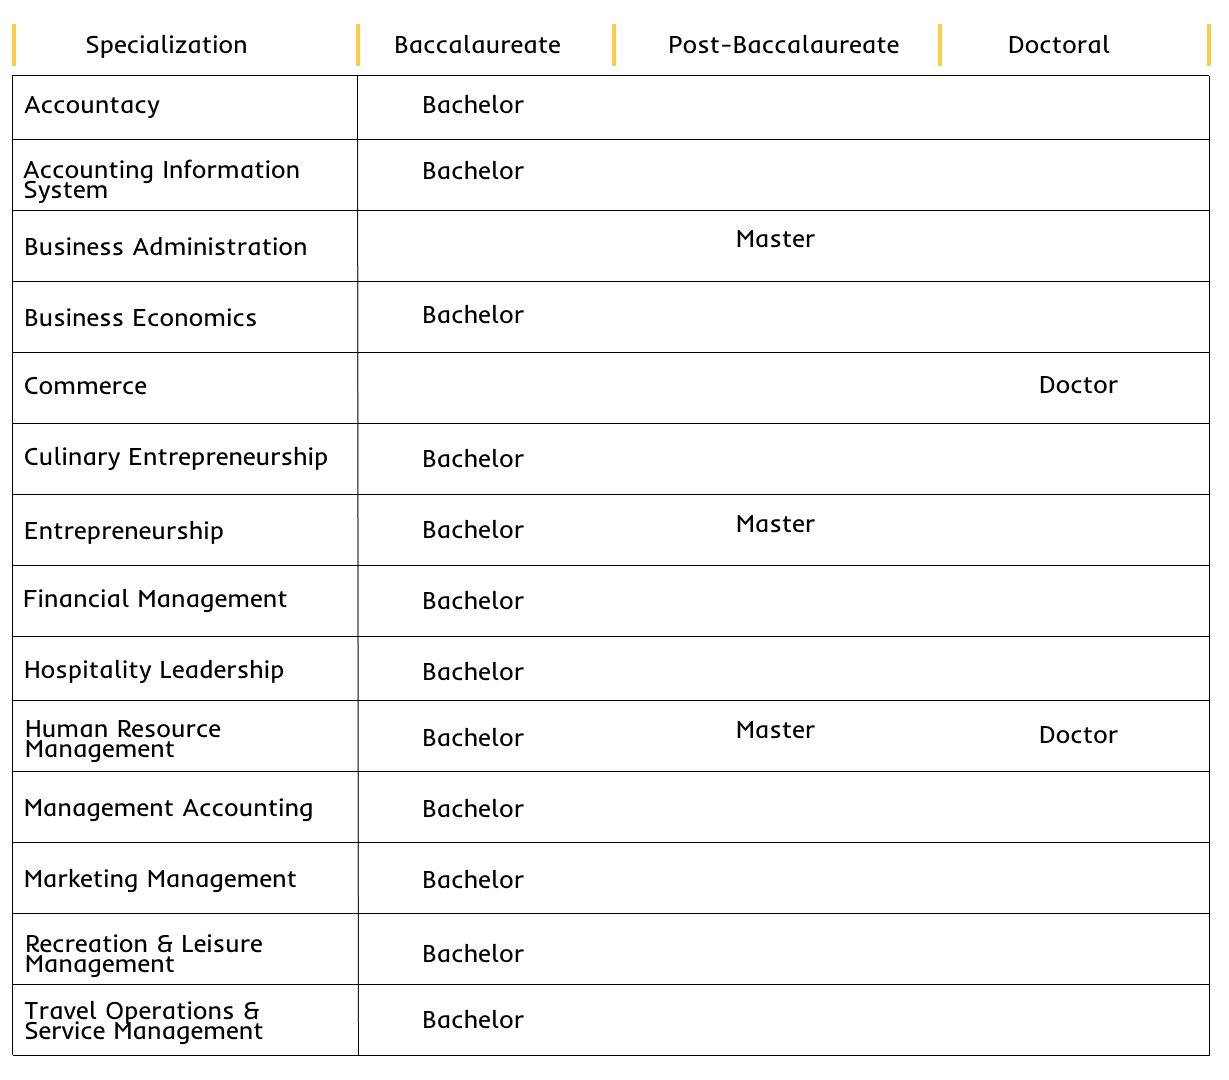 Specialization Baccalaureate Post-Baccalaureate Doctoral
Accountacy Bachelor
Accounting Information Bachelor
System
Business Administration Master
Business Economics Bachelor
Commerce Doctor
Culinary Entrepreneurship Bachelor
Entrepreneurship Bachelor Master
Financial Management Bachelor
Hospitality Leadership Bachelor
Human Resource Bachelor Master Doctor
Management
Management Accounting Bachelor
Marketing Management Bachelor
Recreation & Leisure Bachelor
Management
Travel Operations & Bachelor
Service Management